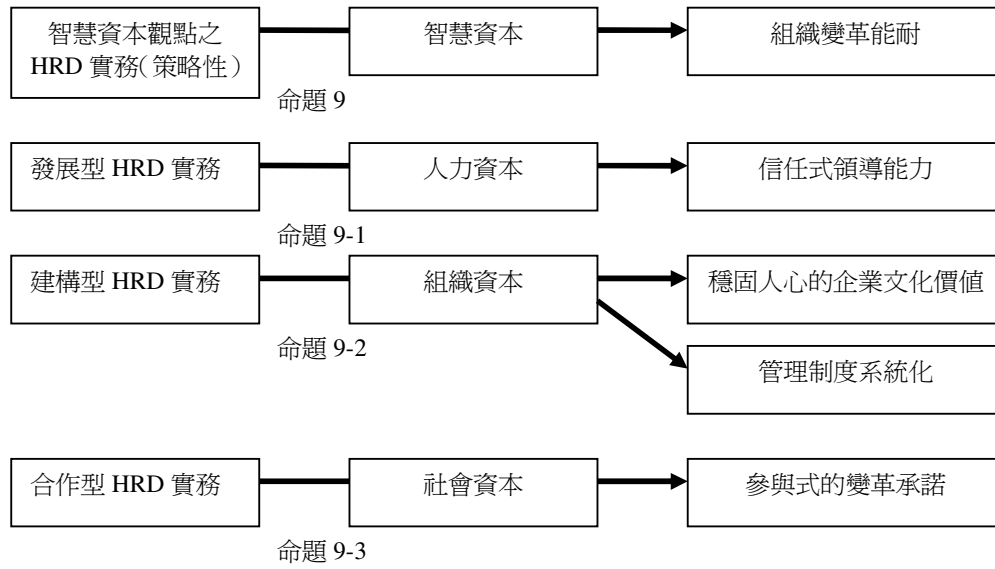 智慧資本觀點之
HRD 實務(策略性)
智慧資本
組織變革能耐
命題 9
發展型 HRD 實務
人力資本
信任式領導能力
命題 9-1
建構型 HRD 實務
組織資本
穩固人心的企業文化價值
命題 9-2
管理制度系統化
合作型 HRD 實務
社會資本
參與式的變革承諾
命題 9-3